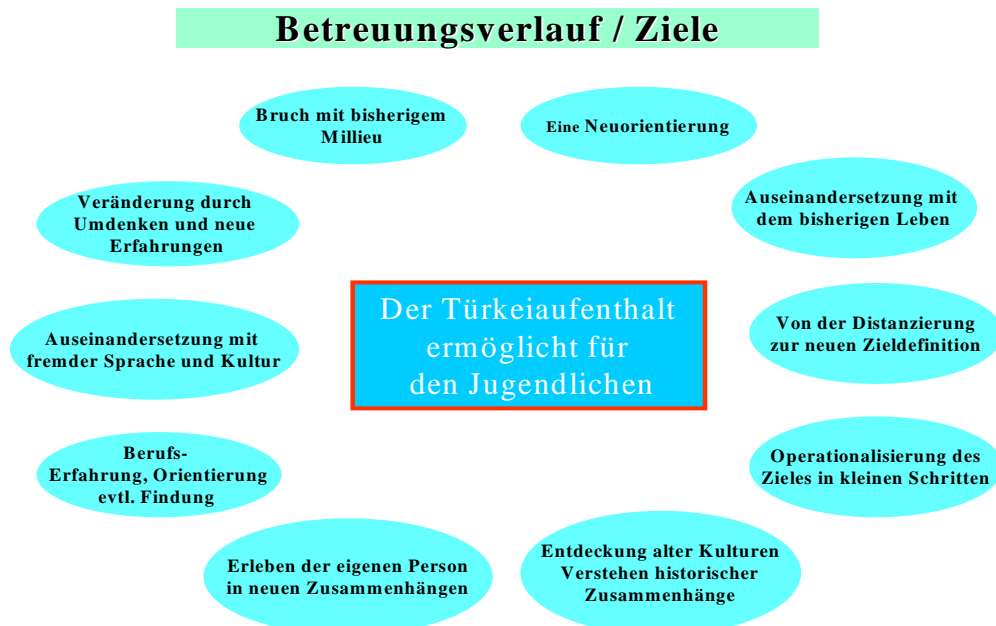 Betreuungsverlauf / Ziele
Bruch mit bisherigem
Millieu
Eine Neuorientierung
Veränderung durch
Umdenken und neue
Erfahrungen
Auseinandersetzung mit
dem bisherigen Leben
Der Türkeiaufenthalt
ermöglicht für
den Jugendlichen
Auseinandersetzung mit
fremder Sprache und Kultur
Von der Distanzierung
zur neuen Zieldefinition
Berufs-
Erfahrung, Orientierung
evtl. Findung
Operationalisierung des
Zieles in kleinen Schritten
Erleben der eigenen Person
in neuen Zusammenhängen
Entdeckung alter Kulturen
Verstehen historischer
Zusammenhänge